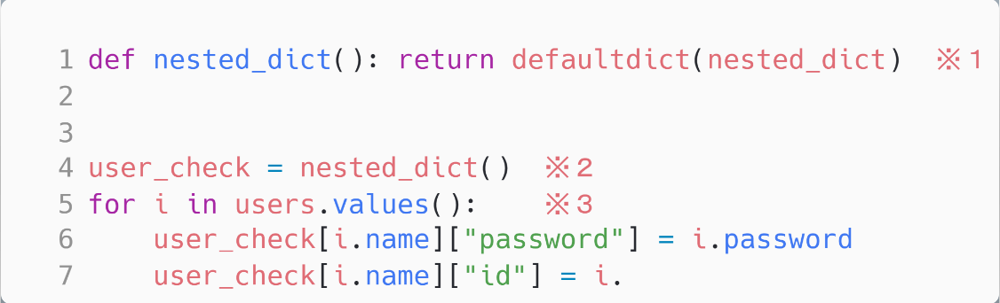 1 def nested_dict(): return defaultdict(nested_dict) ※1
2
3
4 user_check = nested_dict() ※2
5 for i in users.values(): ※3
6 user_check[i.name]["password"] = i.password
7 user_check[i.name]["id"] = i.